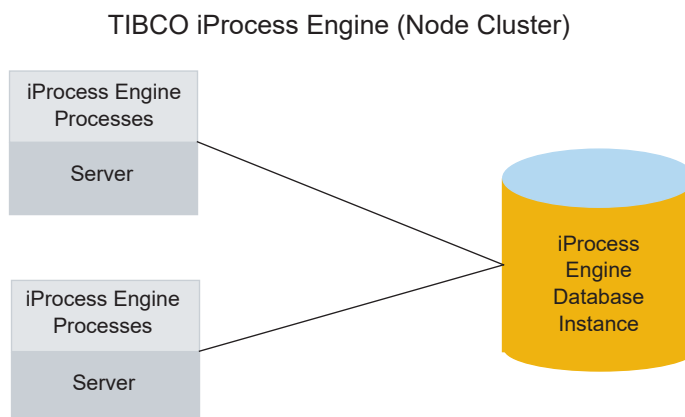 TIBCO iProcess Engine (Node Cluster)
iProcess Engine
Processes
Server
iProcess
Engine
Database
Instance
iProcess Engine
Processes
Server